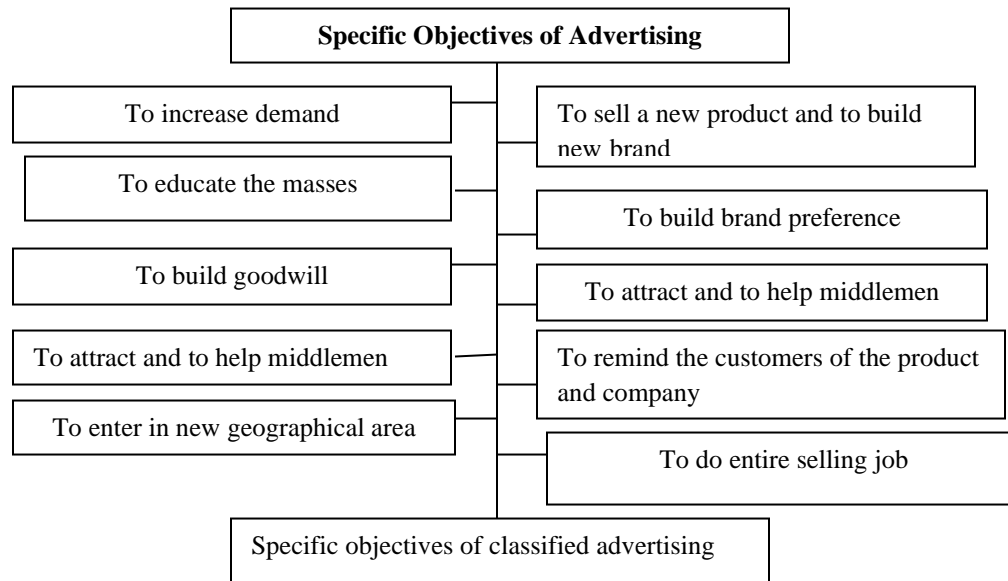 Specific Objectives of Advertising
To increase demand
To sell a new product and to build
new brand
To educate the masses
To build brand preference
To build goodwill
To attract and to help middlemen
To attract and to help middlemen
To remind the customers of the product
and company
To enter in new geographical area
To do entire selling job
Specific objectives of classified advertising